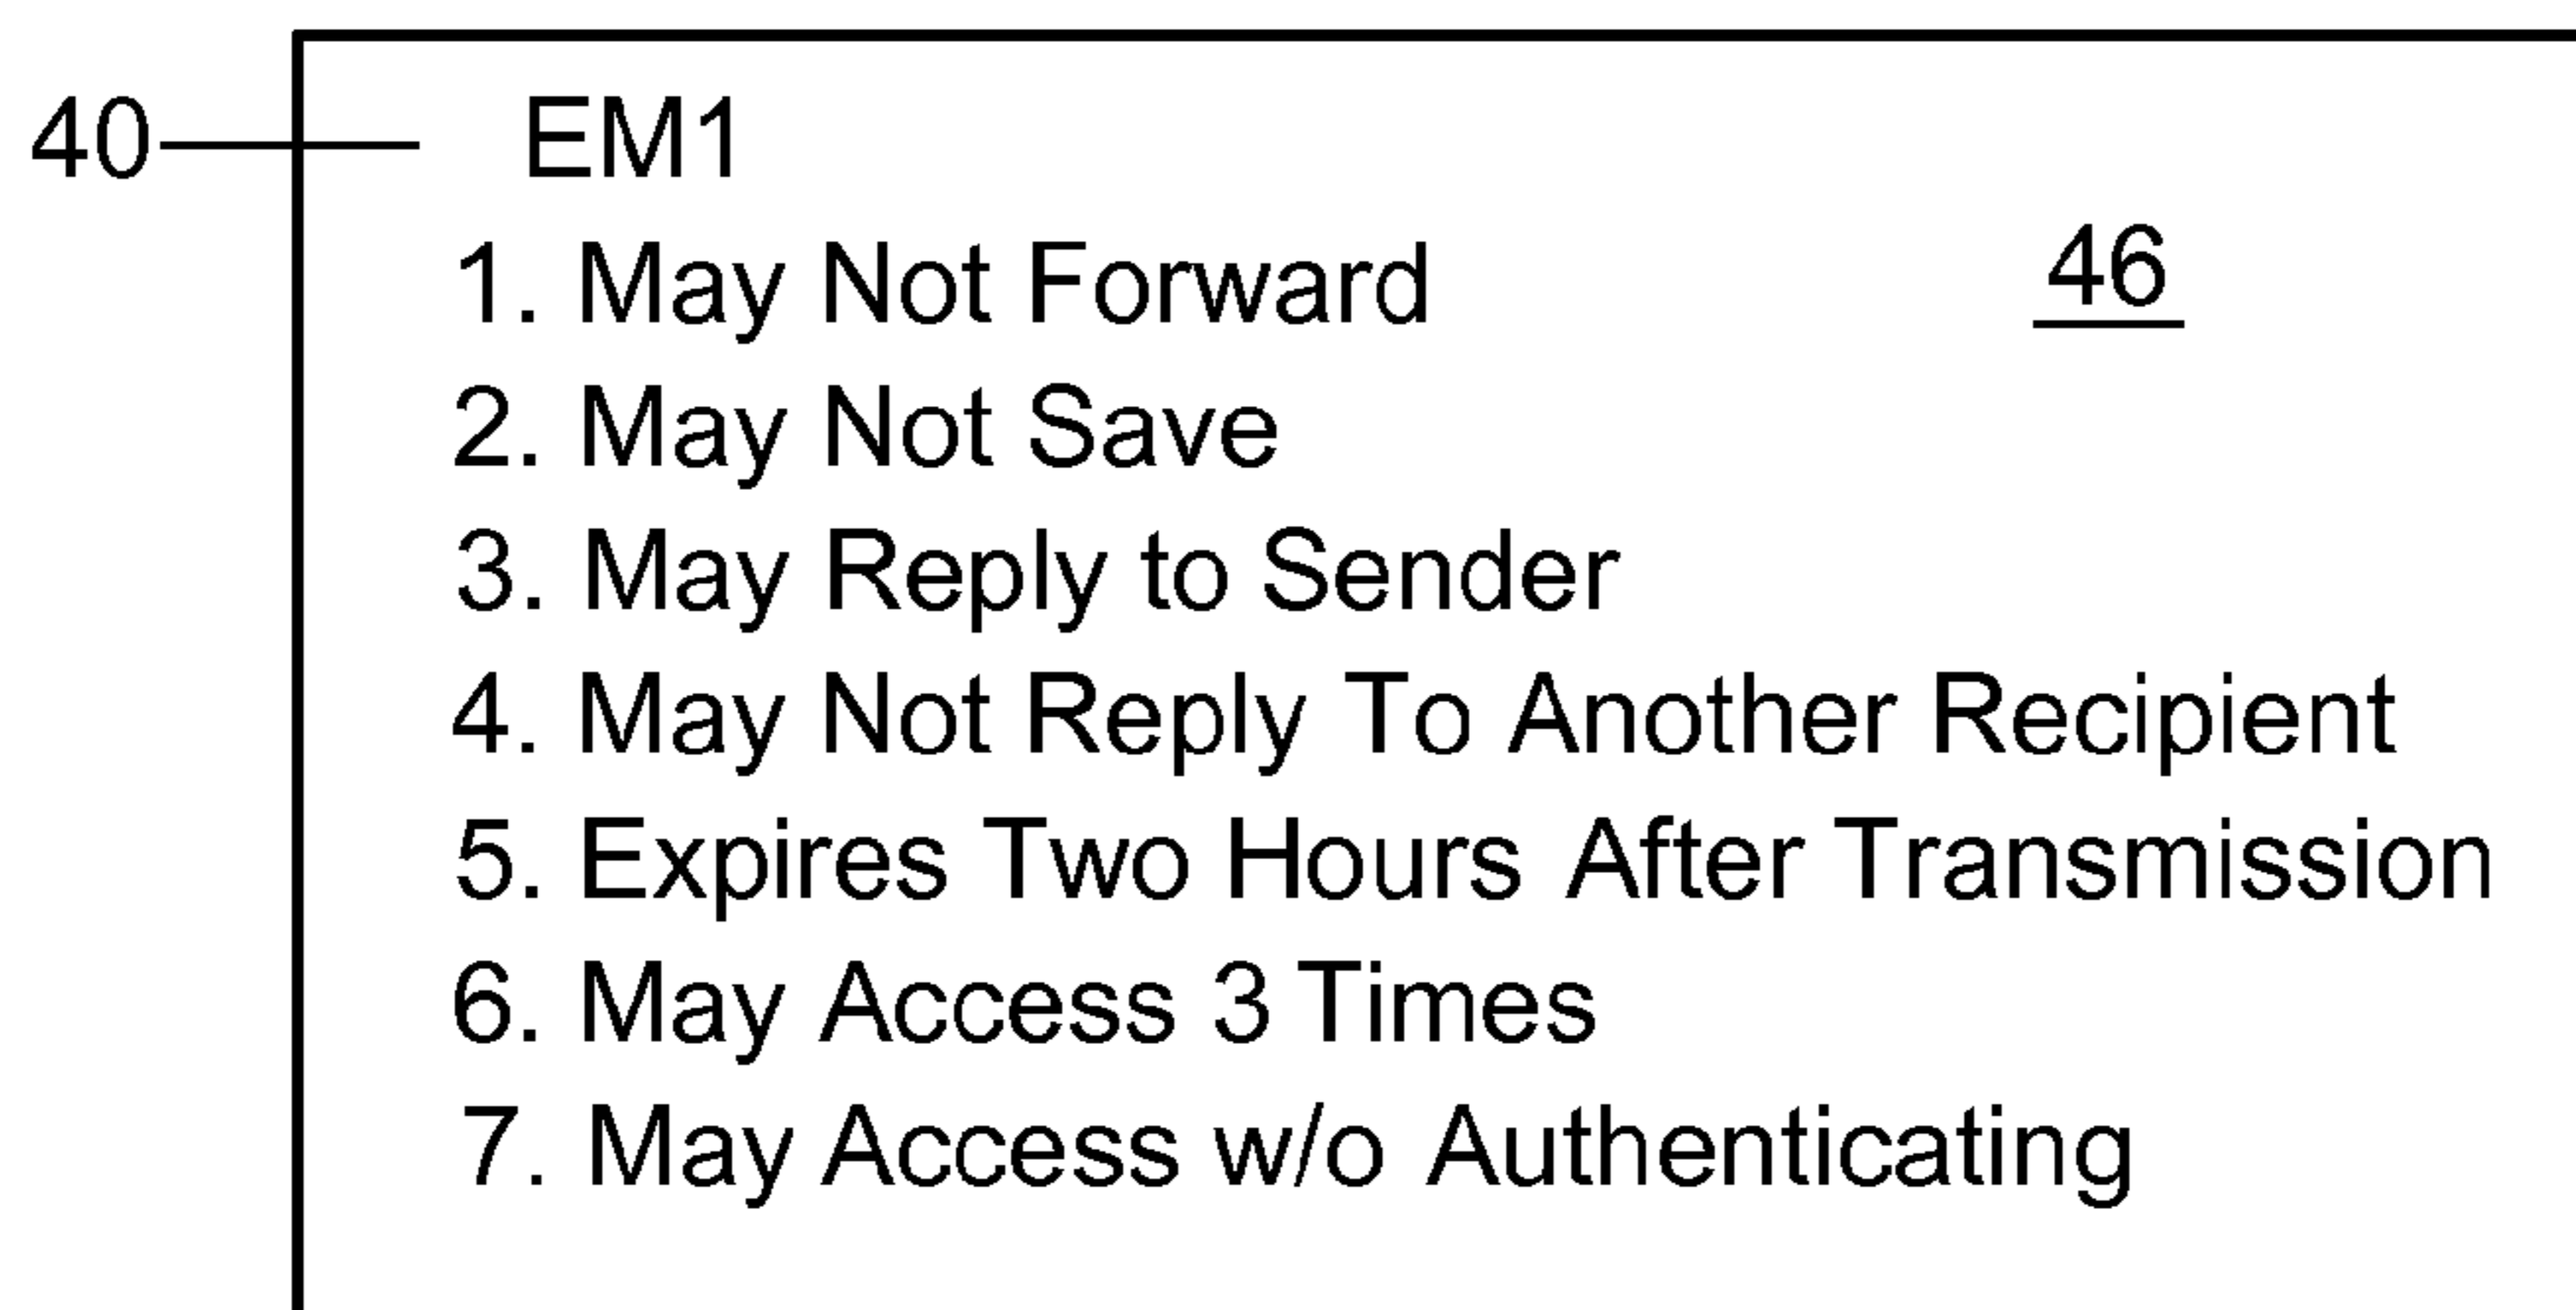 40 EM1
46
1. May Not Forward
2. May Not Save
3. May Reply to Sender
4. May Not Reply To Another Recipient
5. Expires Two Hours After Transmission
6. May Access 3 Times
7. May Access w/o Authenticating